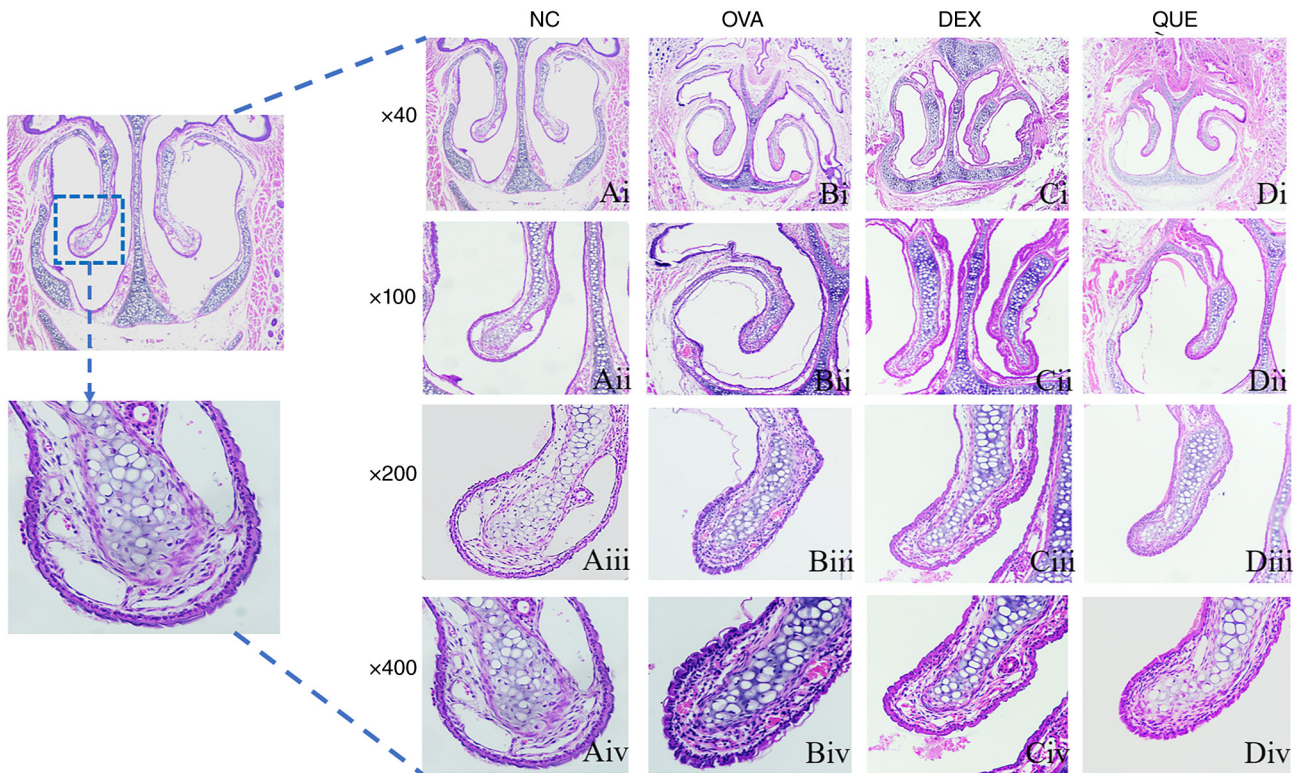 NC OVA DEX QUE
×40 Ai Bi Ci Di
×100 Aii Bii Cii Dii
×200 Aiii Biii Ciii Diii
×400 Aiv Biv Civ Div